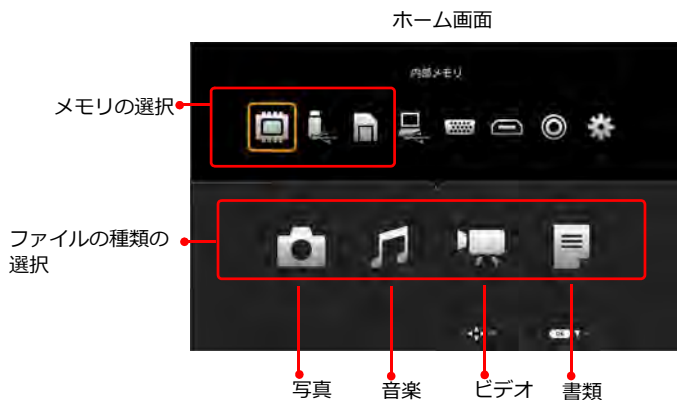 ホーム画面
内部メモリ
メモリの選択
ファイルの種類の
選択
OK
写真
音楽
ビデオ
書類